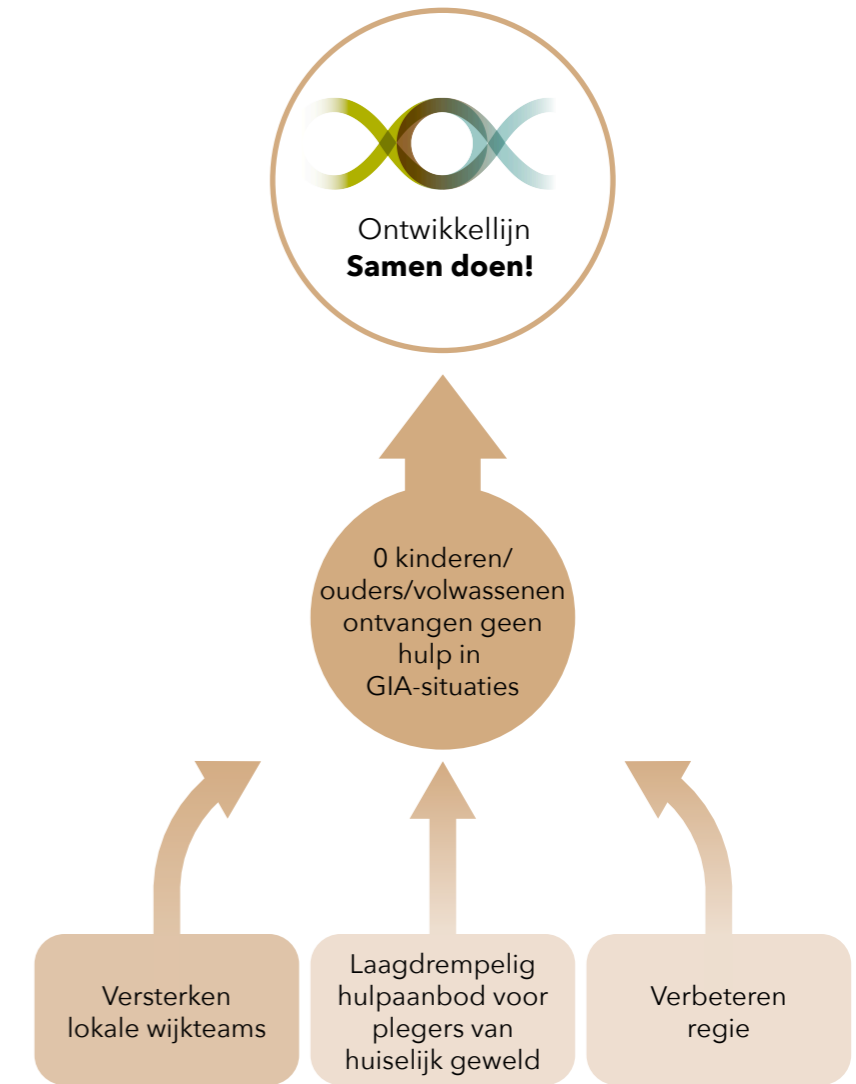 Ontwikkellijn
Samen doen!
0 kinderen/
ouders/volwassenen
ontvangen geen
hulp in
GIA-situaties
Versterken
lokale wijkteams
Laagdrempelig
hulpaanbod voor
plegers van
huiselijk geweld
Verbeteren
regie